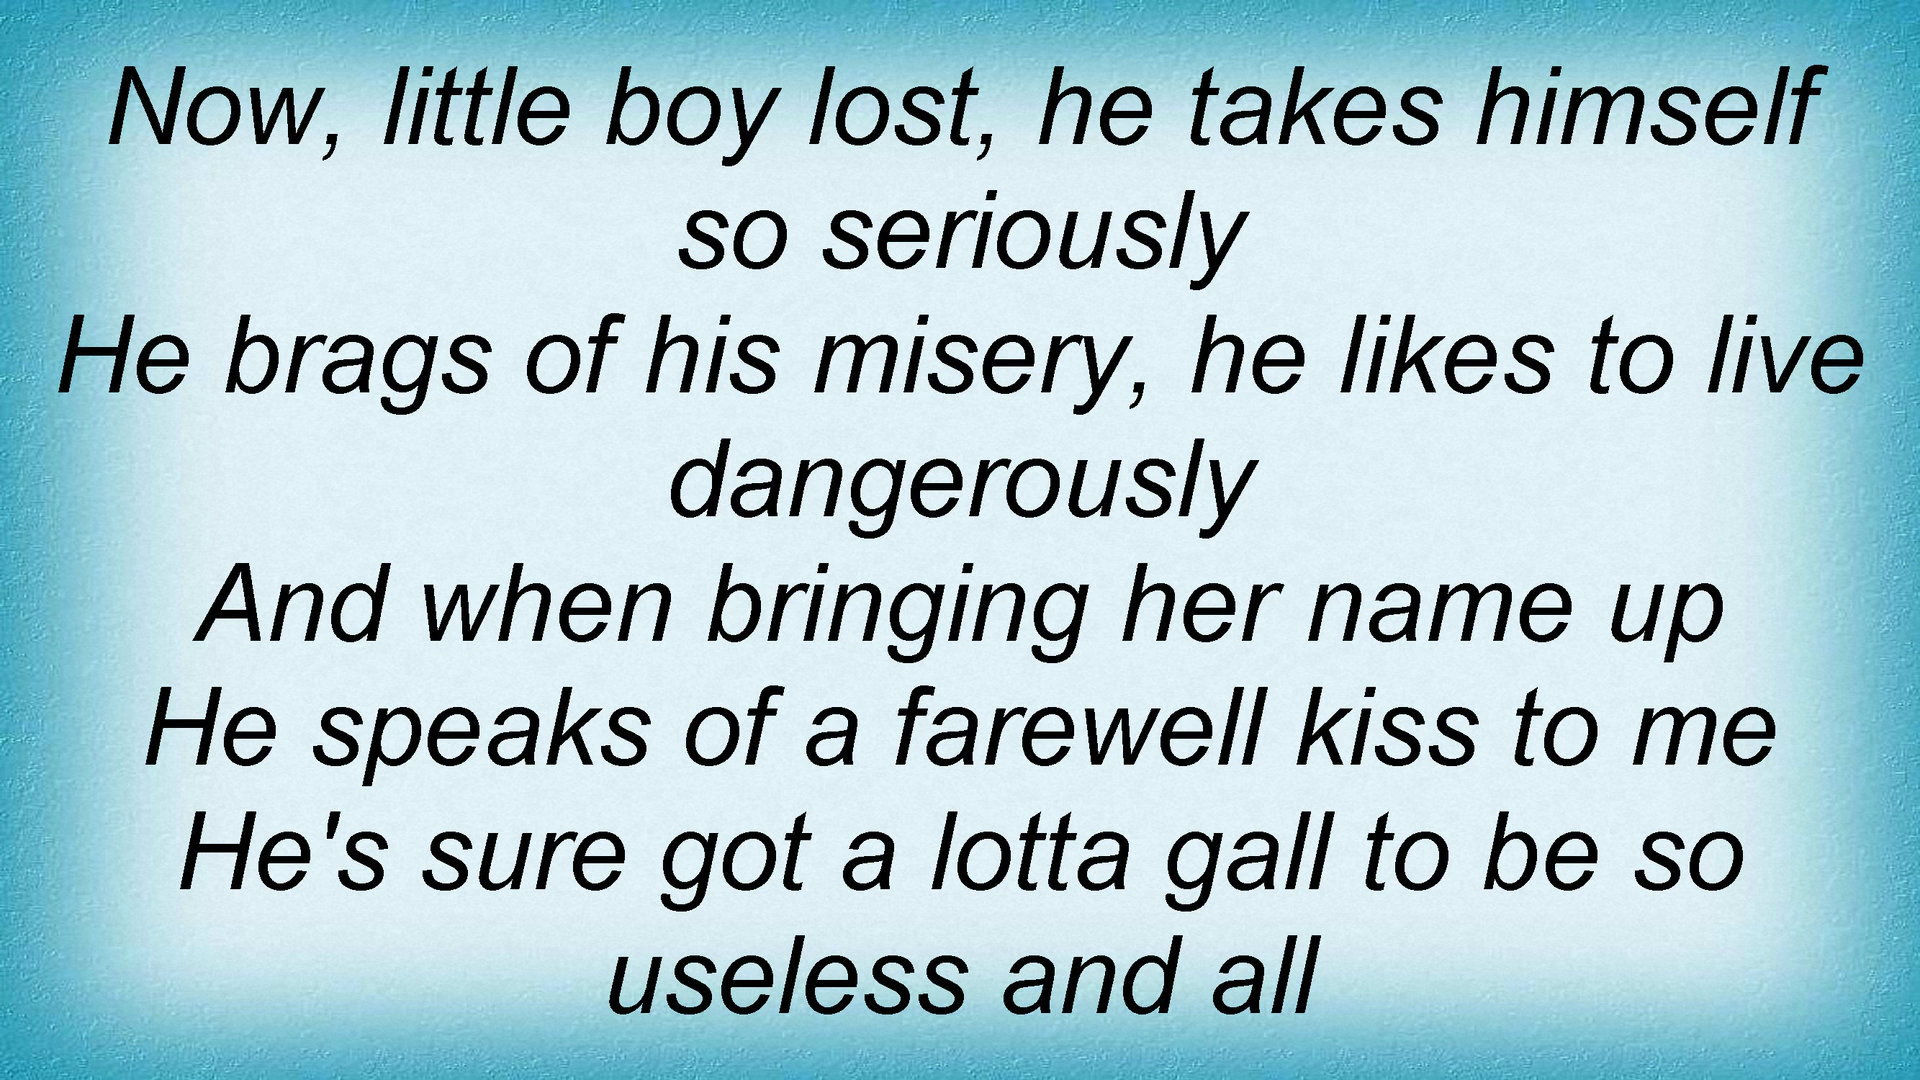 Now, little boy lost, he takes himself
so seriously
He brags of his misery, he likes to live
dangerously
And when bringing her name up
He speaks of a farewell kiss to me
He's sure got a lotta gall to be so
useless and all